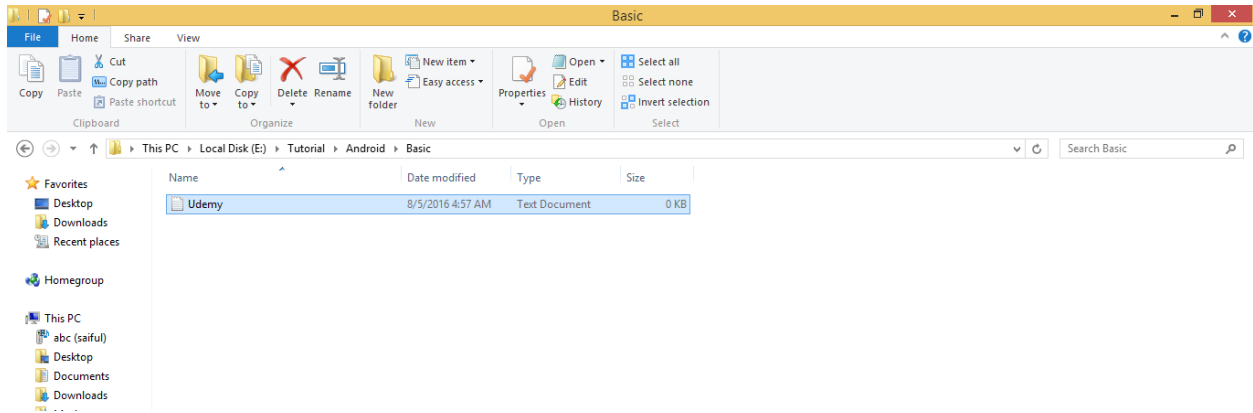 Basic
File Home Share View
Copy
Paste
Cut
Copy path
Paste shortcut
Clipboard
Move to
Copy to
Delete
Rename
Organize
New folder
New item
Easy access
New
Properties
Open
Edit
History
Open
Select all
Select none
Invert selection
Select
This PC Local Disk (E:) Tutorial Android Basic
Search Basic
Name Date modified Type Size
Udemy 8/5/2016 4:57 AM Text Document 0 KB
Favorites
Desktop
Downloads
Recent places
Homegroup
This PC
abc (saiful)
Desktop
Documents
Downloads